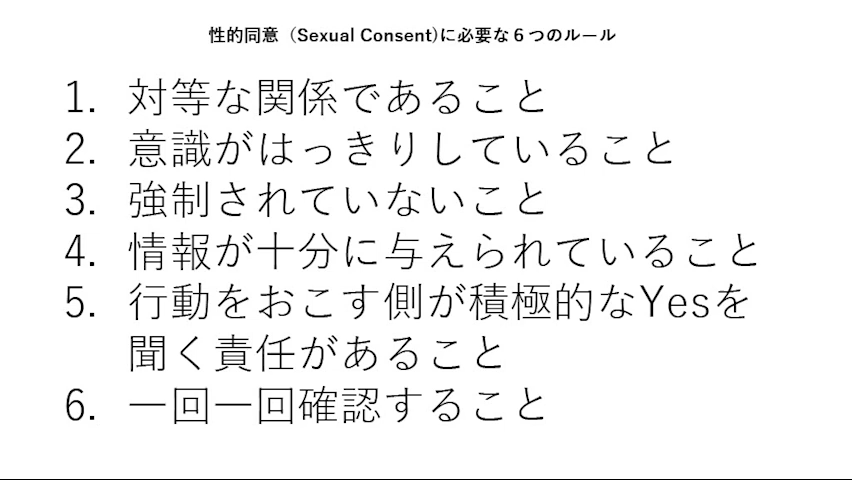 性的同意（Sexual Consent)に必要な６つのルール
1. 対等な関係であること
2. 意識がはっきりしていること
3. 強制されていないこと
4. 情報が十分に与えられていること
5. 行動をおこす側が積極的なYesを
聞く責任があること
6. 一回一回確認すること